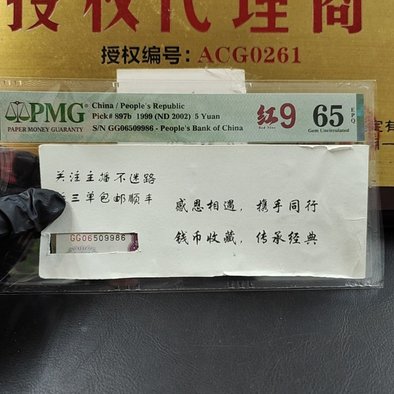 授权代理商
授权编号: ACG0261
PMG
PAPER MONEY GUARANTY
China / People's Republic
Pick# 897b 1999 (ND 2002) 5 Yuan
S/N GG06509986 - People's Bank of China
红9
65 EPQ
Gem Uncirculated
关注主播不迷路
三单包邮顺丰
感恩相遇, 携手同行
钱币收藏, 传承经典
GG06509986